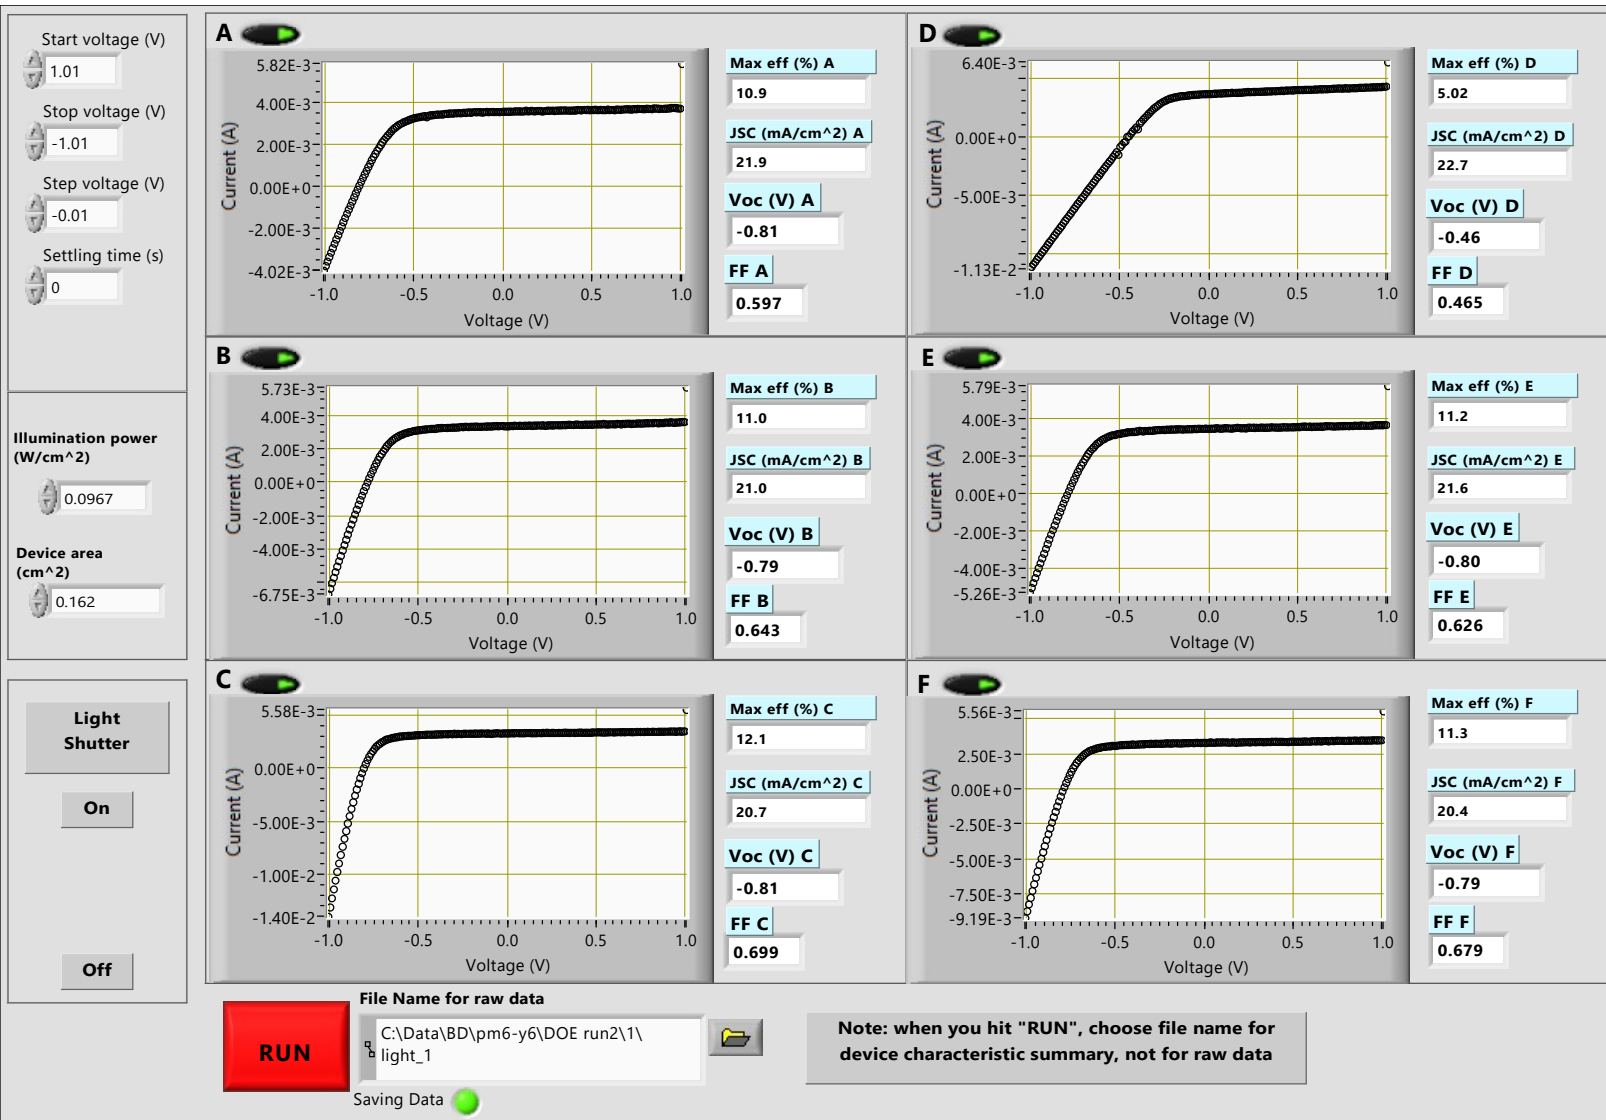 Start voltage (V)
1.01
Stop voltage (V)
-1.01
Step voltage (V)
-0.01
Settling time (s)
0
Illumination power
(W/cm^2)
0.0967
Device area
(cm^2)
0.162
Light
Shutter
On
Off
A
Current (A)
5.82E-3
4.00E-3
2.00E-3
0.00E+0
-2.00E-3
-4.02E-3
-1.0 -0.5 0.0 0.5 1.0
Voltage (V)
Max eff (%) A
10.9
JSC (mA/cm^2) A
21.9
Voc (V) A
-0.81
FF A
0.597
D
Current (A)
6.40E-3
0.00E+0
-5.00E-3
-1.13E-2
-1.0 -0.5 0.0 0.5 1.0
Voltage (V)
Max eff (%) D
5.02
JSC (mA/cm^2) D
22.7
Voc (V) D
-0.46
FF D
0.465
B
Current (A)
5.73E-3
4.00E-3
2.00E-3
0.00E+0
-2.00E-3
-4.00E-3
-6.75E-3
-1.0 -0.5 0.0 0.5 1.0
Voltage (V)
Max eff (%) B
11.0
JSC (mA/cm^2) B
21.0
Voc (V) B
-0.79
FF B
0.643
E
Current (A)
5.79E-3
4.00E-3
2.00E-3
0.00E+0
-2.00E-3
-4.00E-3
-5.26E-3
-1.0 -0.5 0.0 0.5 1.0
Voltage (V)
Max eff (%) E
11.2
JSC (mA/cm^2) E
21.6
Voc (V) E
-0.80
FF E
0.626
C
Current (A)
5.58E-3
0.00E+0
-5.00E-3
-1.00E-2
-1.40E-2
-1.0 -0.5 0.0 0.5 1.0
Voltage (V)
Max eff (%) C
12.1
JSC (mA/cm^2) C
20.7
Voc (V) C
-0.81
FF C
0.699
F
Current (A)
5.56E-3
2.50E-3
0.00E+0
-2.50E-3
-5.00E-3
-7.50E-3
-9.19E-3
-1.0 -0.5 0.0 0.5 1.0
Voltage (V)
Max eff (%) F
11.3
JSC (mA/cm^2) F
20.4
Voc (V) F
-0.79
FF F
0.679
RUN
File Name for raw data
C:\Data\BD\pm6-y6\DOE run2\1\
light_1
Saving Data
Note: when you hit "RUN", choose file name for
device characteristic summary, not for raw data